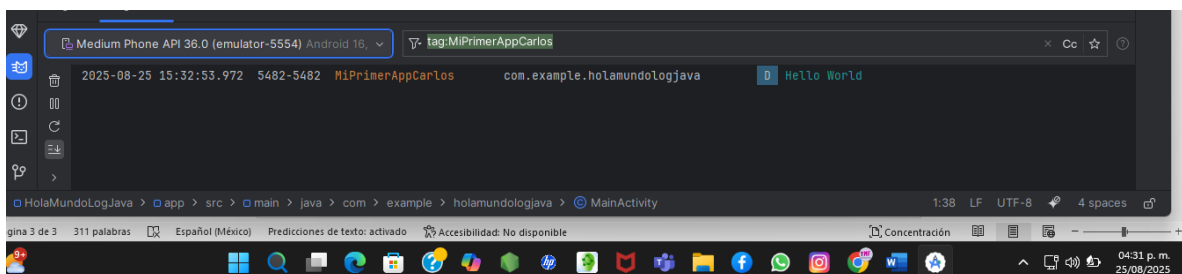 Medium Phone API 36.0 (emulator-5554) Android 16, tag:MiPrimerAppCarlos Cc
2025-08-25 15:32:53.972 5482-5482 MiPrimerAppCarlos com.example.holamundologjava D Hello World
HolaMundoLogJava > app > src > main > java > com > example > holamundologjava > MainActivity 1:38 LF UTF-8 4 spaces
gina 3 de 3 311 palabras Español (México) Predicciones de texto: activado Accesibilidad: No disponible Concentración
9+ hp W 04:31 p. m.
25/08/2025